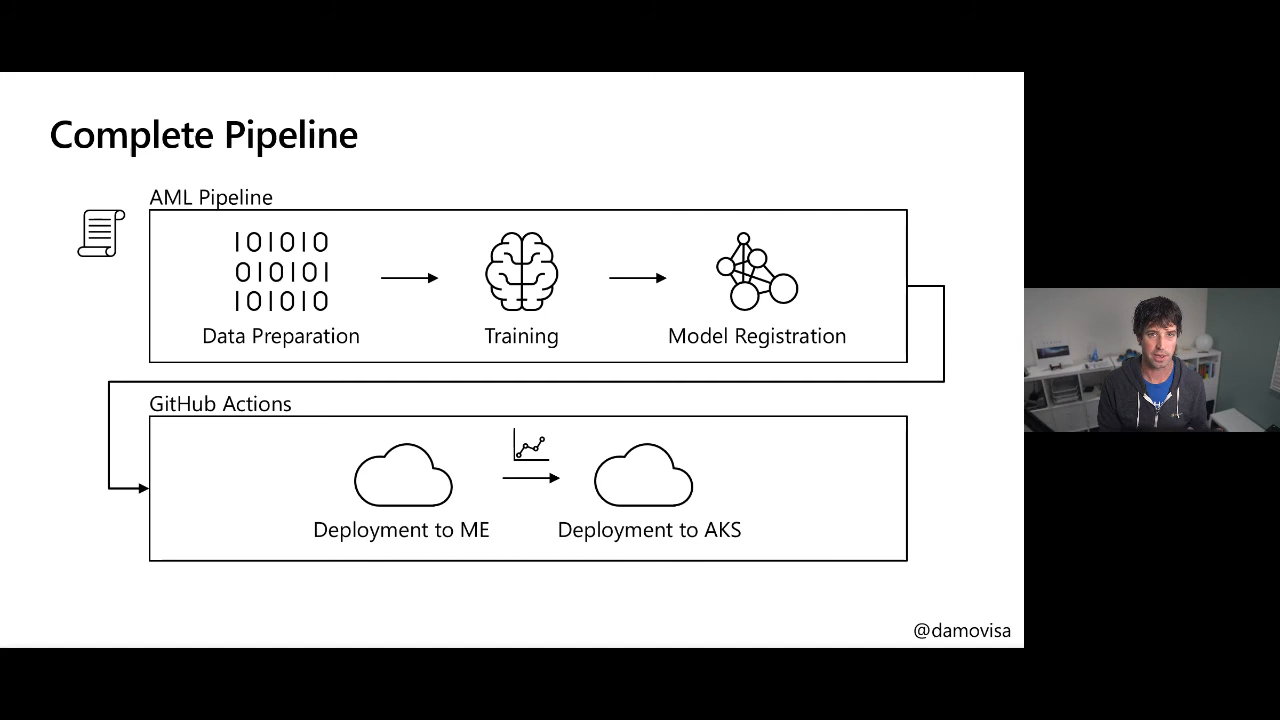 Complete Pipeline
AML Pipeline
101010
010101
101010
Data Preparation
Training
Model Registration
GitHub Actions
Deployment to ME
Deployment to AKS
@damovisa